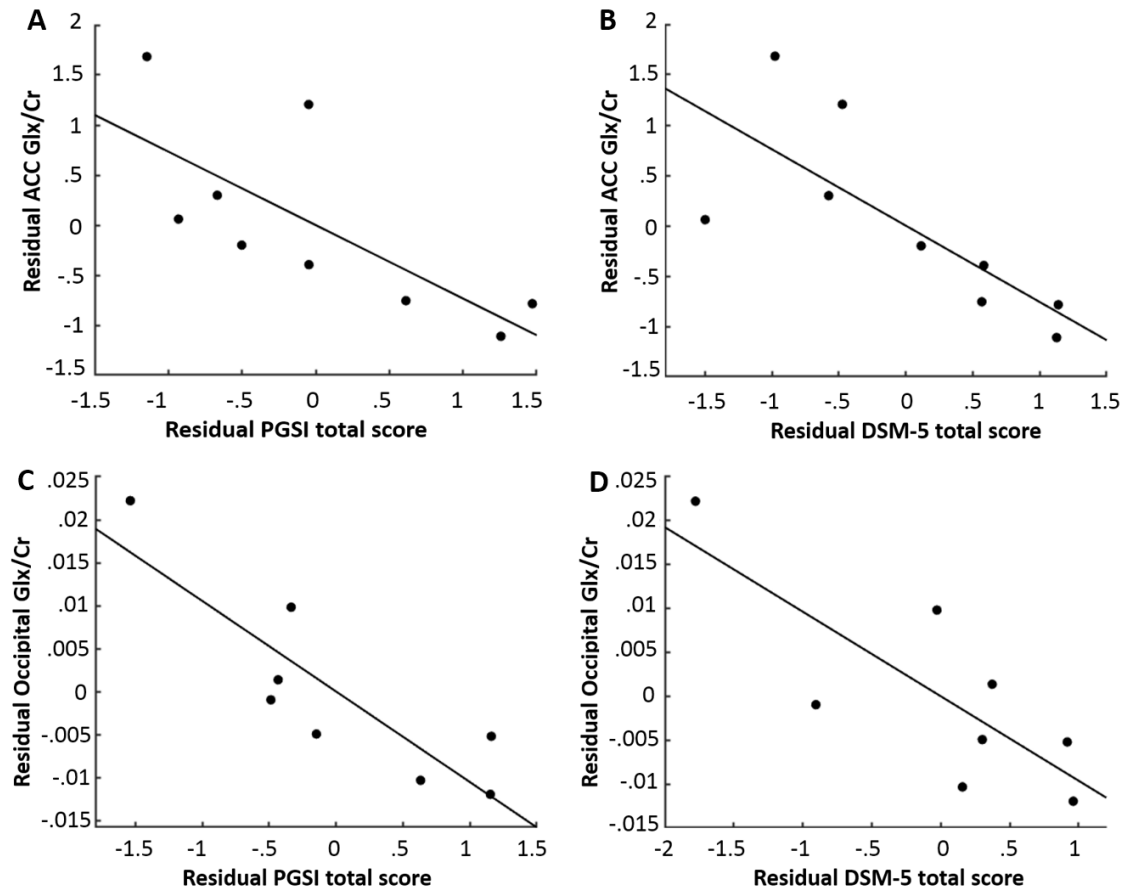 A
2
1.5
1
.5
0
-.5
-1
-1.5
Residual ACC Glx/Cr
-1.5 -1 -.5 0 .5 1 1.5
Residual PGSI total score
B
2
1.5
1
.5
0
-.5
-1
-1.5
Residual ACC Glx/Cr
-1.5 -1 -.5 0 .5 1 1.5
Residual DSM-5 total score
C
.025
.02
.015
.01
.005
0
-.005
-.01
-.015
Residual Occipital Glx/Cr
-1.5 -1 -.5 0 .5 1 1.5
Residual PGSI total score
D
.025
.02
.015
.01
.005
0
-.005
-.01
-.015
Residual Occipital Glx/Cr
-2 -1.5 -1 -.5 0 .5 1
Residual DSM-5 total score